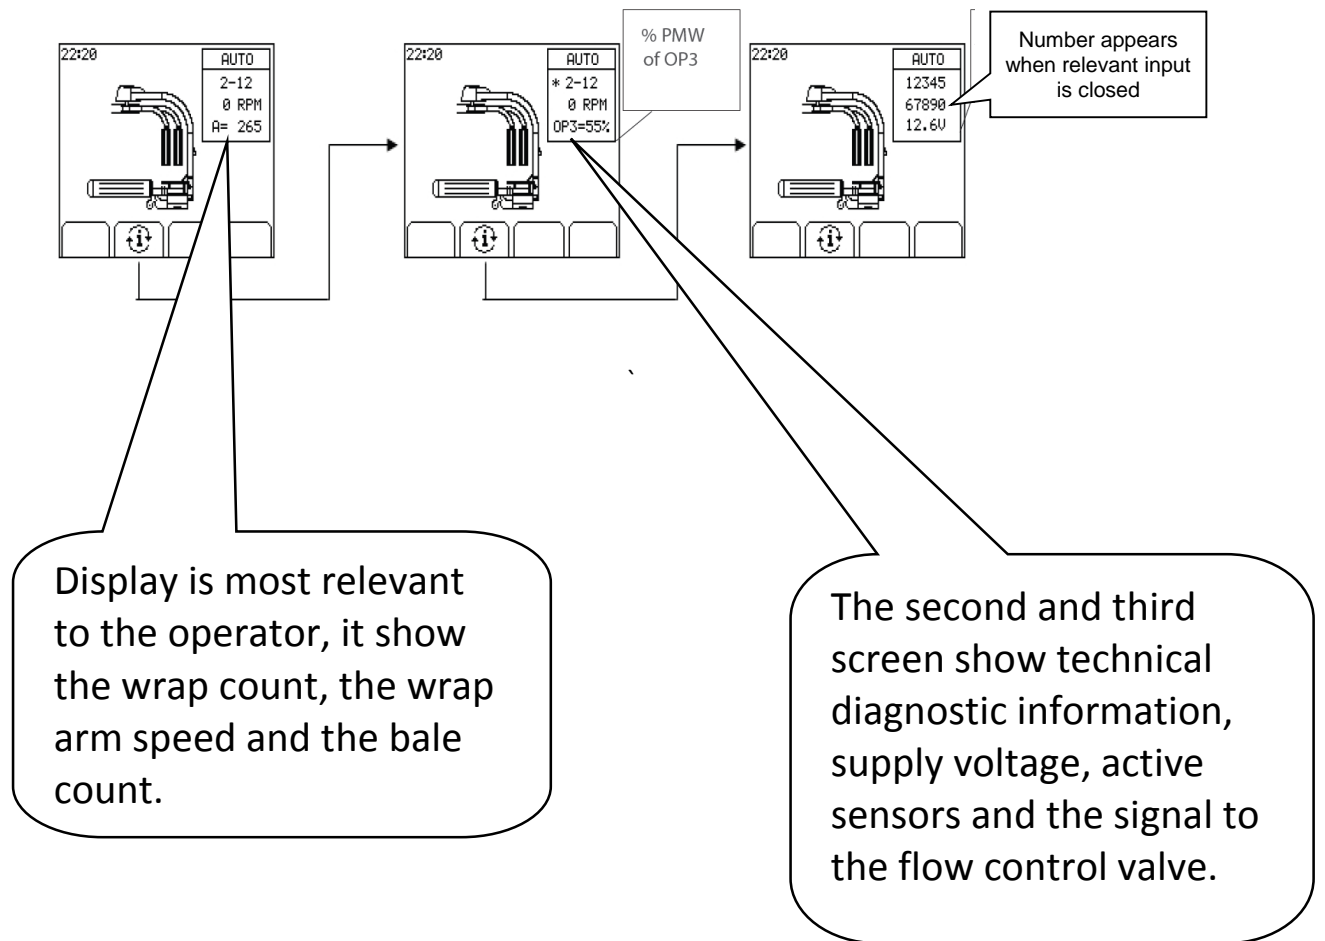 22:20
AUTO
2-12
0 RPM
A= 265
22:20
AUTO
* 2-12
0 RPM
OP3=55%
% PMW
of OP3
22:20
AUTO
12345
67890
12.6V
Number appears
when relevant input
is closed
i
i
i
`
Display is most relevant
to the operator, it show
the wrap count, the wrap
arm speed and the bale
count.
The second and third
screen show technical
diagnostic information,
supply voltage, active
sensors and the signal to
the flow control valve.